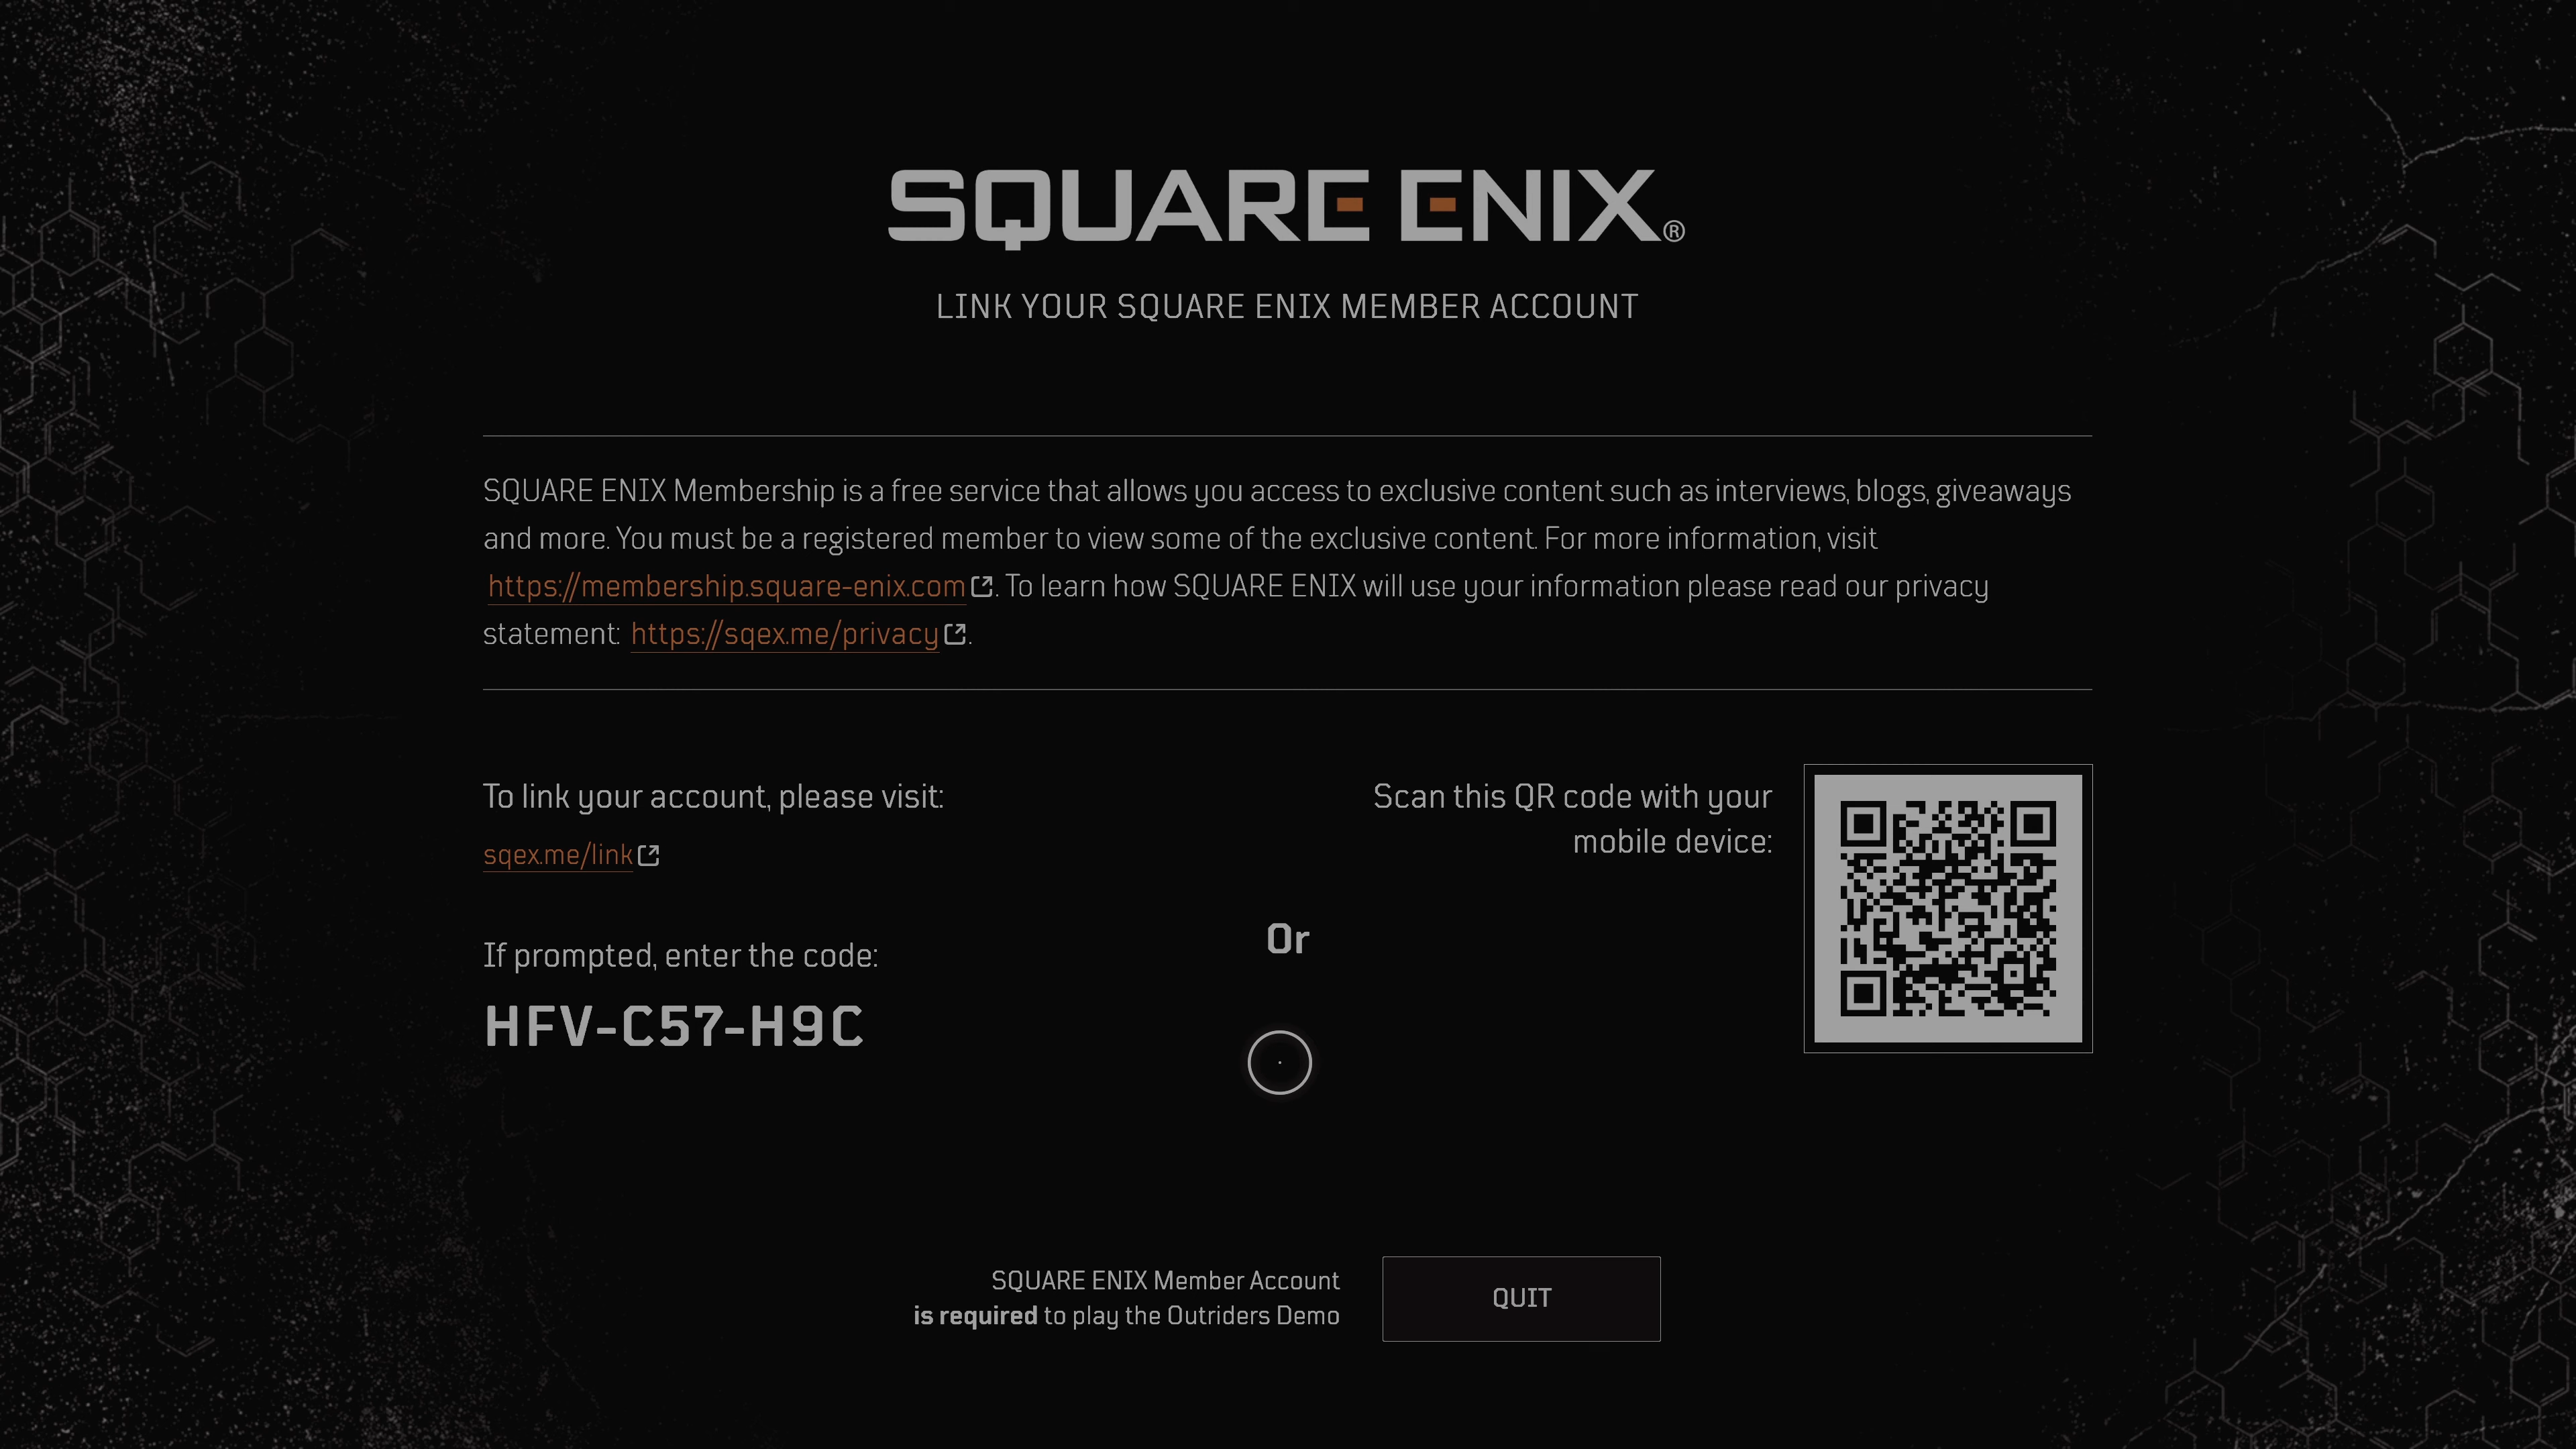 SQUARE ENIX®
LINK YOUR SQUARE ENIX MEMBER ACCOUNT
SQUARE ENIX Membership is a free service that allows you access to exclusive content such as interviews, blogs, giveaways
and more. You must be a registered member to view some of the exclusive content. For more information, visit
https://membership.square-enix.com. To learn how SQUARE ENIX will use your information please read our privacy
statement: https://sqex.me/privacy.
To link your account, please visit:
sqex.me/link
If prompted, enter the code:
HFV-C57-H9C
Or
Scan this QR code with your
mobile device:
SQUARE ENIX Member Account
is required to play the Outriders Demo
QUIT